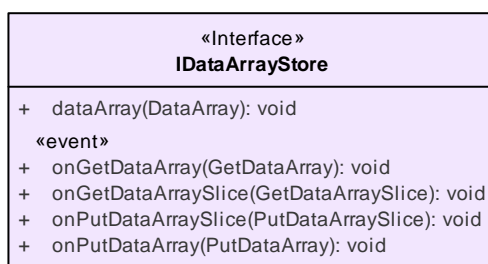 «Interface»
IDataArrayStore
+ dataArray(DataArray): void
«event»
+ onGetDataArray(GetDataArray): void
+ onGetDataArraySlice(GetDataArraySlice): void
+ onPutDataArraySlice(PutDataArraySlice): void
+ onPutDataArray(PutDataArray): void